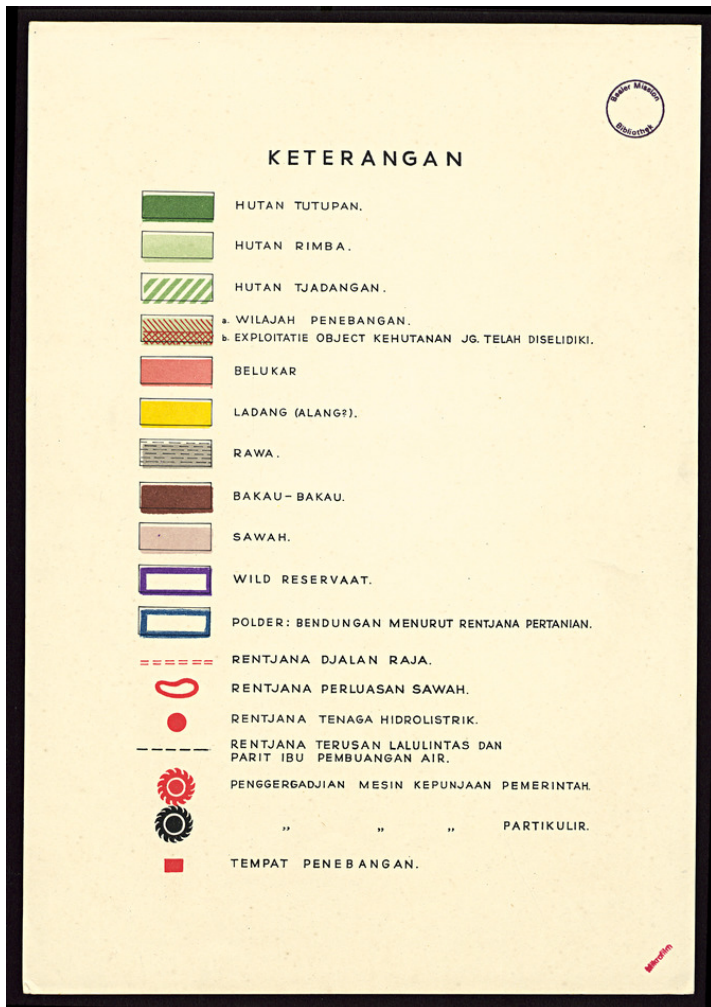 Basler Mission
Bibliothek
KETERANGAN
HUTAN TUTUPAN.
HUTAN RIMBA.
HUTAN TJADANGAN.
a. WILAJAH PENEBANGAN.
b. EXPLOITATIE OBJECT KEHUTANAN JG. TELAH DISELIDIKI.
BELUKAR
LADANG (ALANG?).
RAWA.
BAKAU-BAKAU.
SAWAH.
WILD RESERVAAT.
POLDER: BENDUNGAN MENURUT RENTJANA PERTANIAN.
RENTJANA DJALAN RAJA.
RENTJANA PERLUASAN SAWAH.
RENTJANA TENAGA HIDROLISTRIK.
RENTJANA TERUSAN LALULINTAS DAN
PARIT IBU PEMBUANGAN AIR.
PENGGERGADJIAN MESIN KEPUNJAAN PEMERINTAH.
„ „ „ PARTIKULIR.
TEMPAT PENEBANGAN.
Mikrofilm